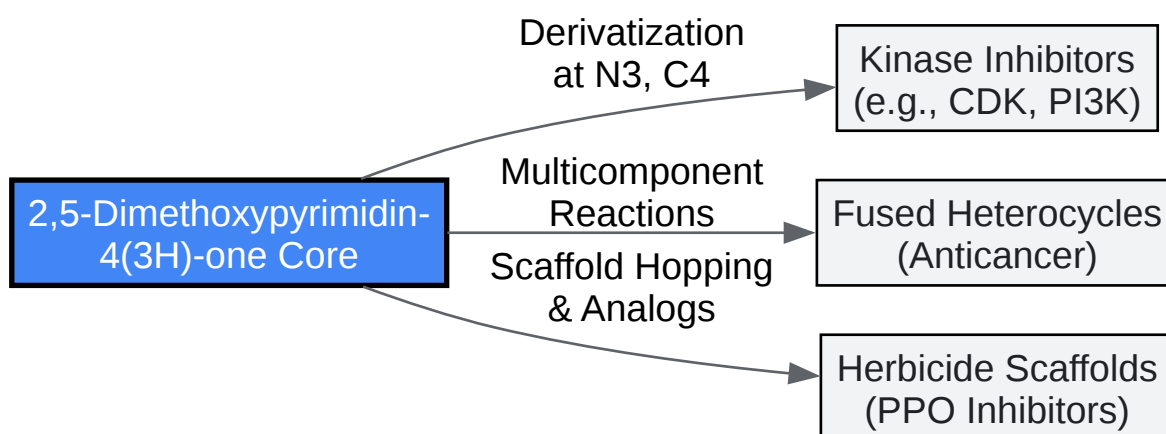 Derivatization
at N3, C4
Kinase Inhibitors
(e.g., CDK, PI3K)
2,5-Dimethoxypyrimidin-
4(3H)-one Core
Multicomponent
Reactions
Fused Heterocycles
(Anticancer)
Scaffold Hopping
& Analogs
Herbicide Scaffolds
(PPO Inhibitors)